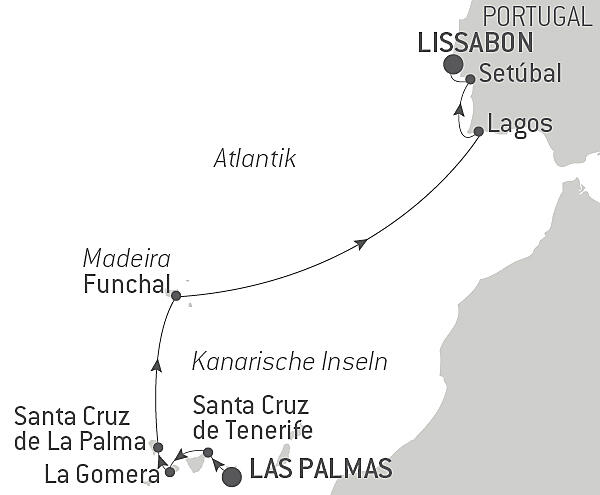 PORTUGAL
LISSABON
Setúbal
Lagos
Atlantik
Madeira
Funchal
Kanarische Inseln
Santa Cruz
de Tenerife
Santa Cruz
de La Palma
La Gomera
LAS PALMAS